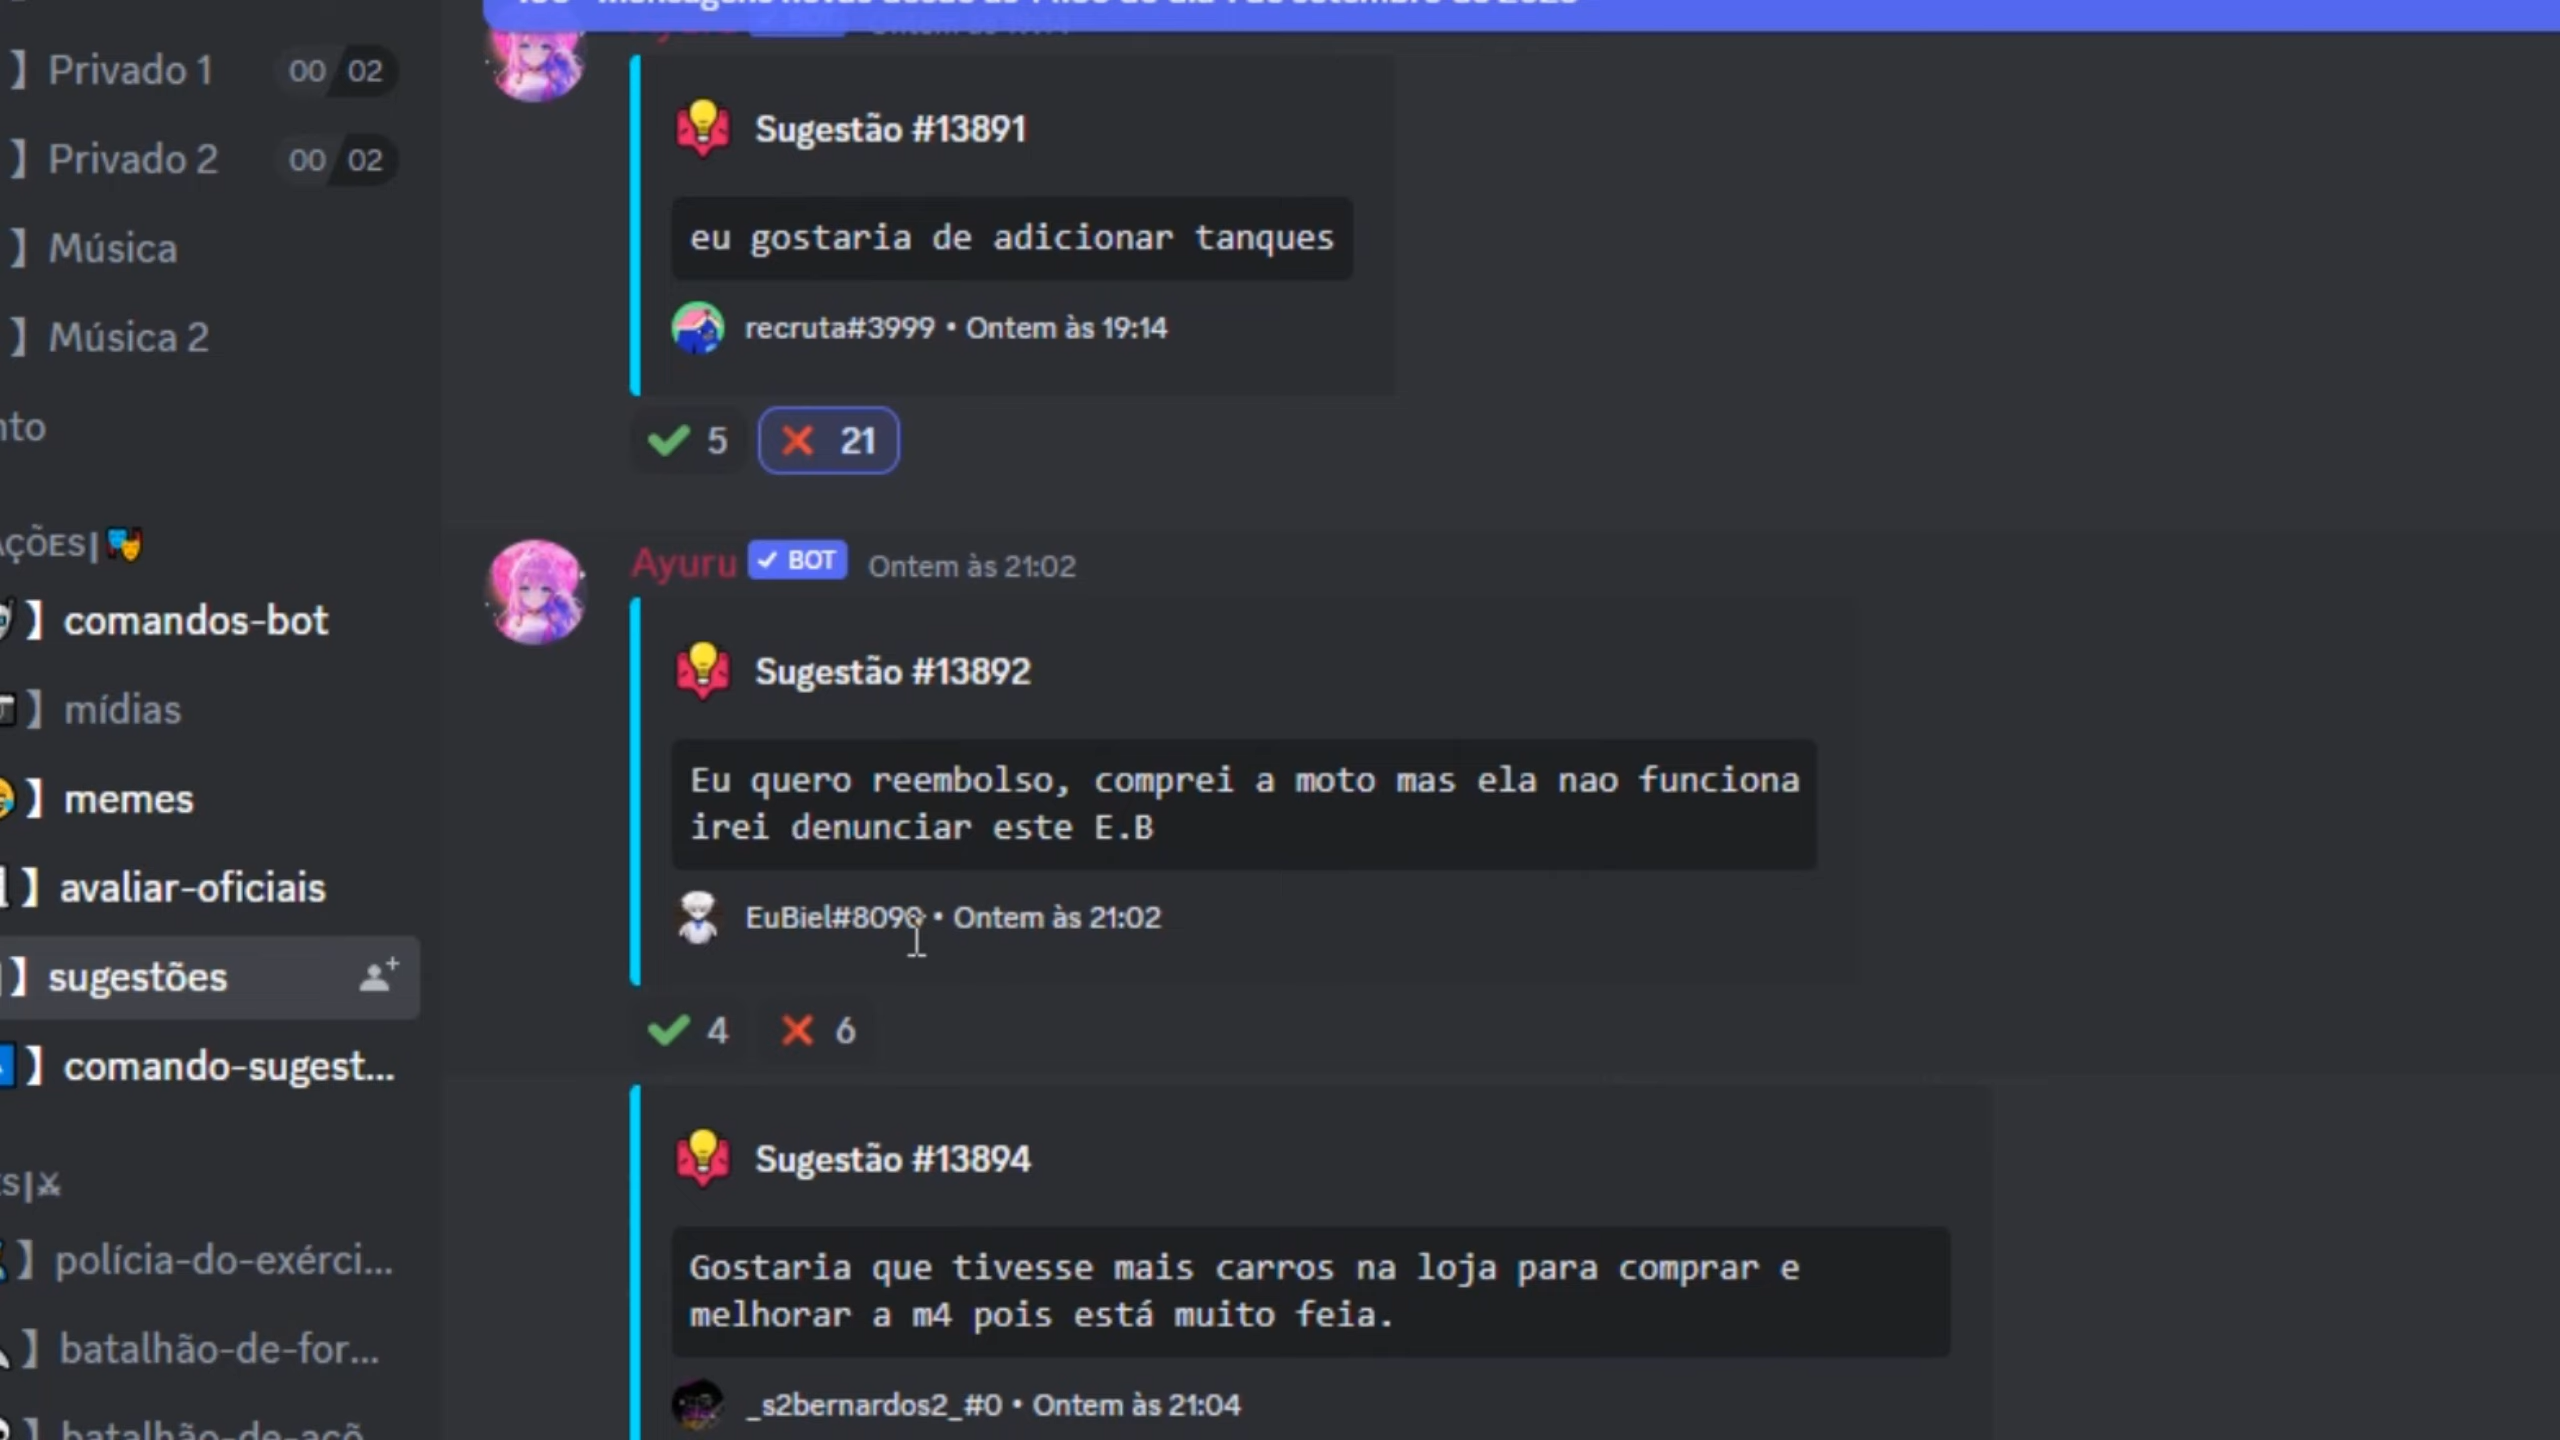 Privado 1 00 02
Privado 2 00 02
Música
Música 2
nto
AÇÕES|
comandos-bot
mídias
memes
avaliar-oficiais
sugestões
comando-sugest...
ES|
polícia-do-exérci...
batalhão-de-for...
batalhão-de-açõ
Sugestão #13891
eu gostaria de adicionar tanques
recruta#3999 • Ontem às 19:14
5 21
Ayuru BOT Ontem às 21:02
Sugestão #13892
Eu quero reembolso, comprei a moto mas ela nao funciona
irei denunciar este E.B
EuBiel#8090 • Ontem às 21:02
4 6
Sugestão #13894
Gostaria que tivesse mais carros na loja para comprar e
melhorar a m4 pois está muito feia.
_s2bernardos2_#0 • Ontem às 21:04